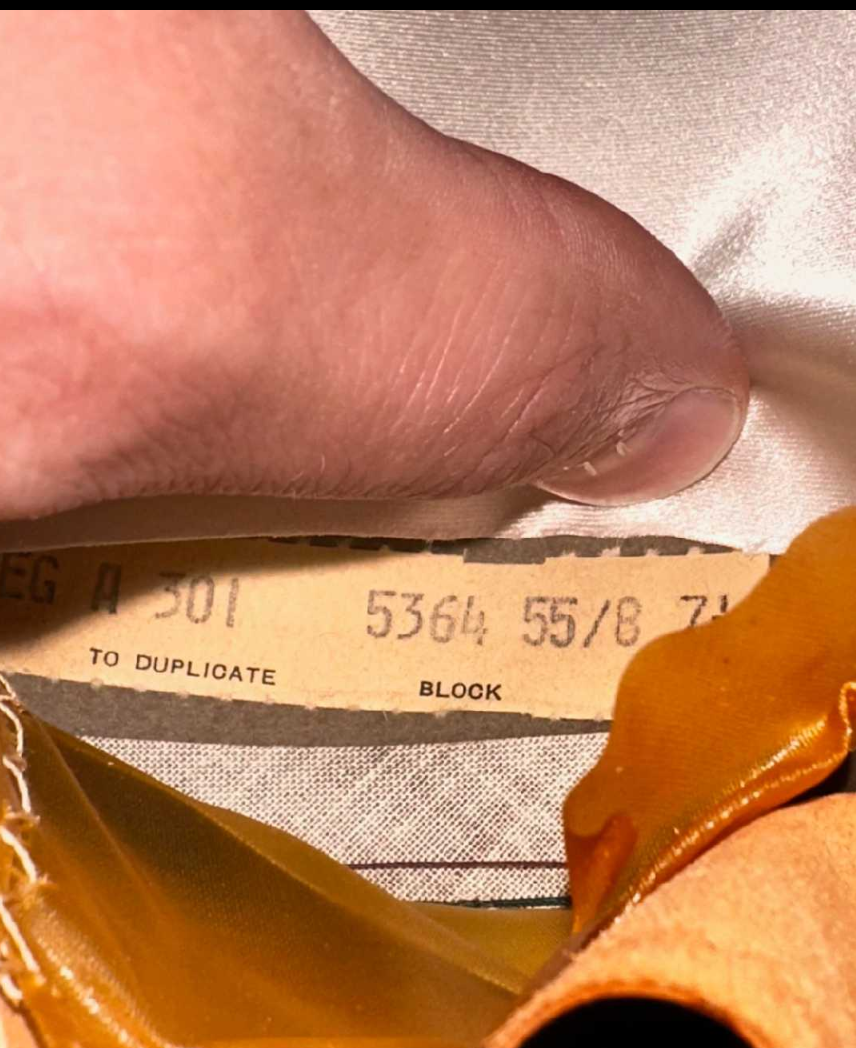 EG A 301 5364 55/8
TO DUPLICATE BLOCK